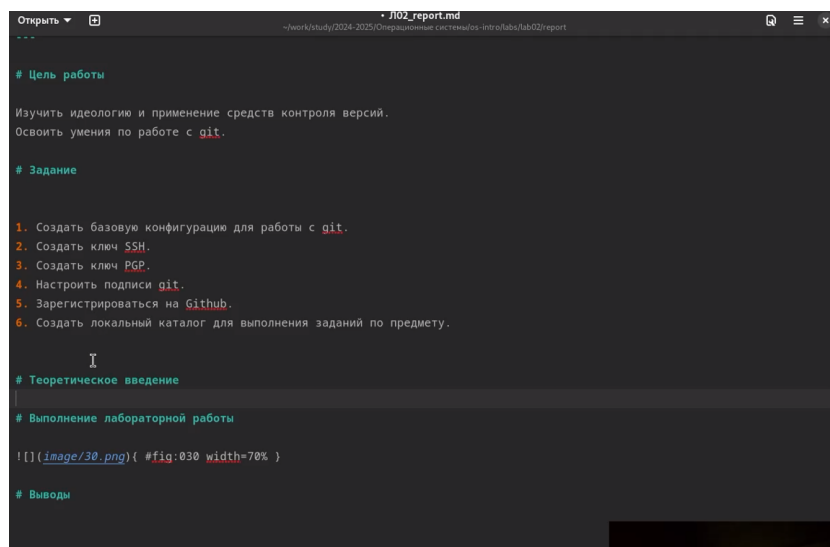 Открыть
• Л02_report.md
~/work/study/2024-2025/Операционные системы/os-intro/labs/lab02/report
---
# Цель работы
Изучить идеологию и применение средств контроля версий.
Освоить умения по работе с git.
# Задание
1. Создать базовую конфигурацию для работы с git.
2. Создать ключ SSH.
3. Создать ключ PGP.
4. Настроить подписи git.
5. Зарегистрироваться на Github.
6. Создать локальный каталог для выполнения заданий по предмету.
# Теоретическое введение
# Выполнение лабораторной работы
![](image/30.png){ #fig:030 width=70% }
# Выводы